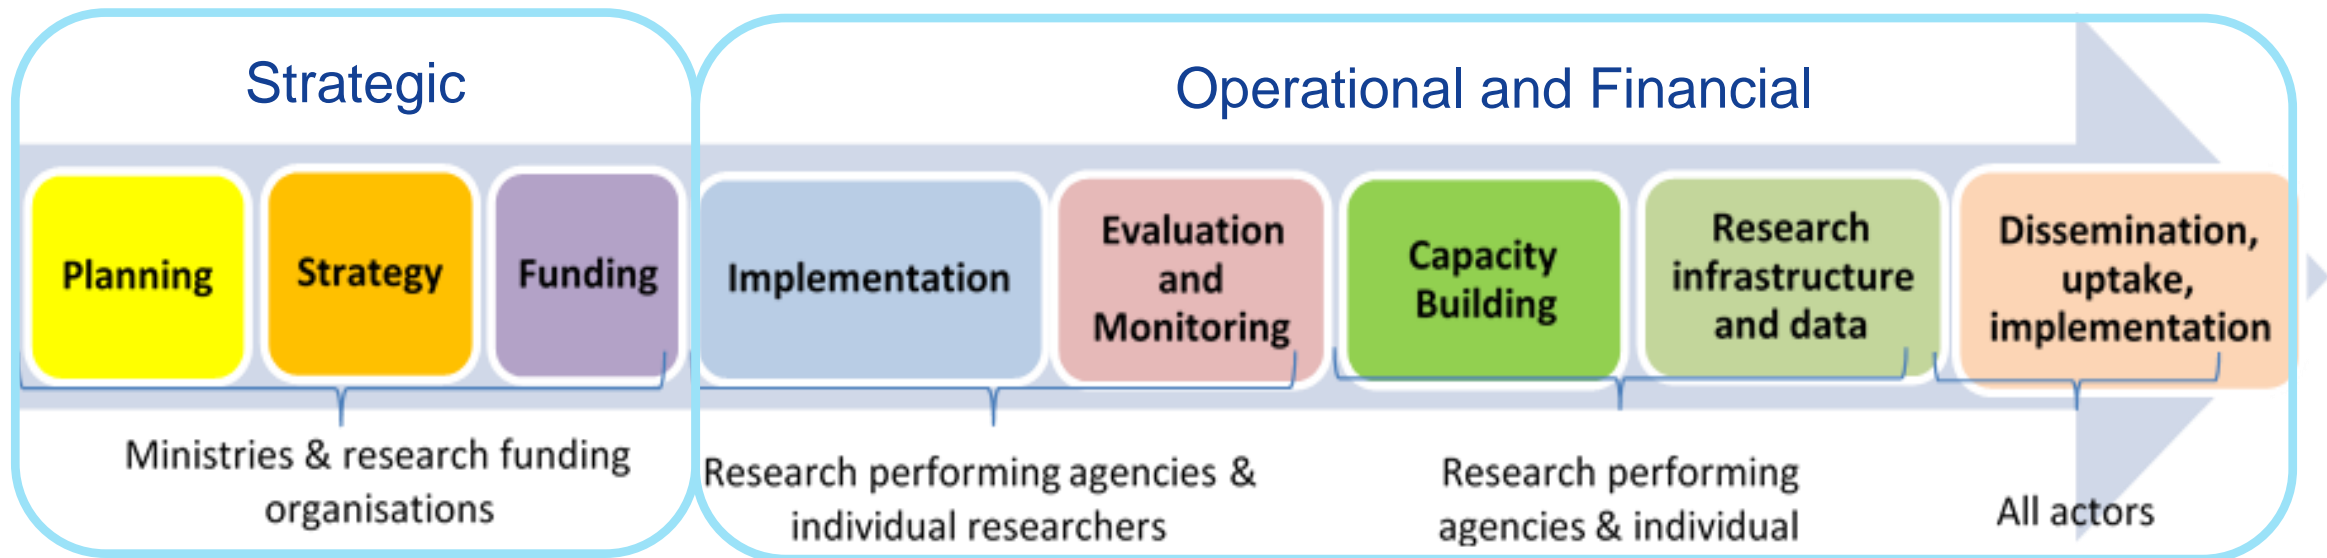 Strategic
Operational and Financial
Planning
Strategy
Funding
Implementation
Evaluation
and
Monitoring
Capacity
Building
Research
infrastructure
and data
Dissemination,
uptake,
implementation
Ministries & research funding
organisations
Research performing agencies &
individual researchers
Research performing
agencies & individual
All actors